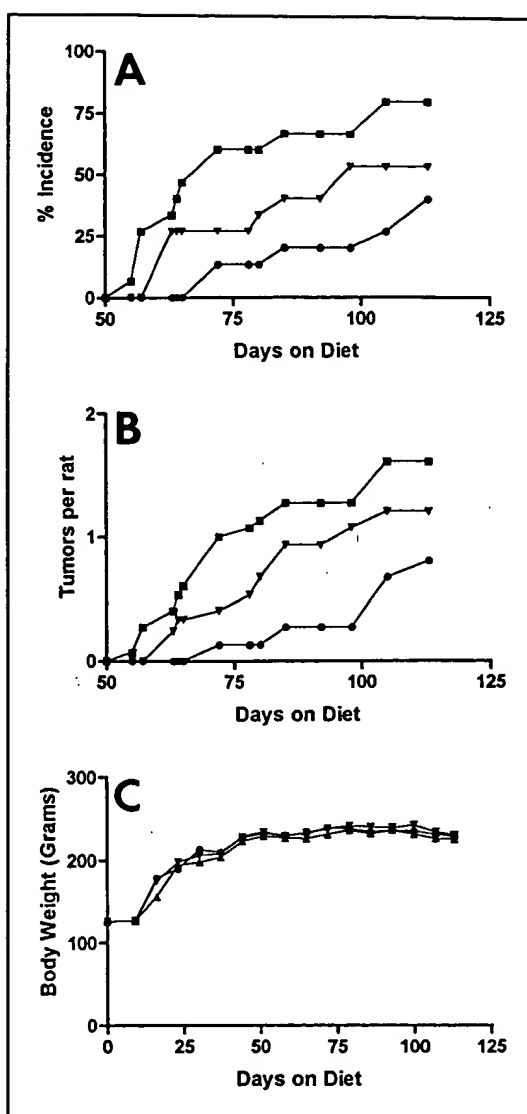 A
100
75
50
25
0
% Incidence
50 75 100 125
Days on Diet
B
2
1
0
Tumors per rat
50 75 100 125
Days on Diet
C
300
200
100
0
Body Weight (Grams)
0 25 50 75 100 125
Days on Diet